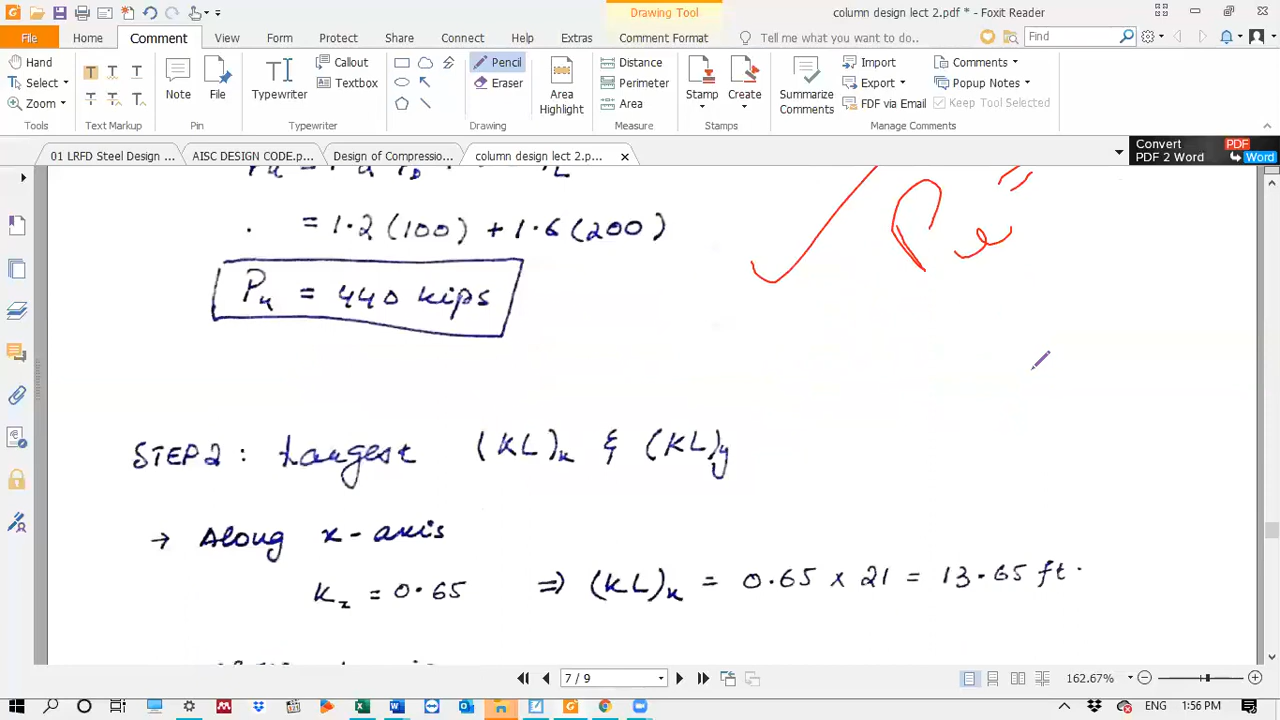 Drawing Tool
column design lect 2.pdf * - Foxit Reader
File Home Comment View Form Protect Share Connect Help Extras Comment Format Tell me what you want to do... Find
Hand Select Zoom
Tools
Text Markup
Note File
Pin
Typewriter Callout Textbox
Typewriter
Pencil Eraser
Drawing
Area Highlight
Distance Perimeter Area
Measure
Stamp Create
Stamps
Summarize Comments
Import Export FDF via Email
Comments Popup Notes Keep Tool Selected
Manage Comments
01 LRFD Steel Design ... AISC DESIGN CODE.p... Design of Compressio... column design lect 2.p...
Convert PDF
PDF 2 Word Word
= 1.2 (100) + 1.6 (200)
Pu = 440 kips
STEP 2 : Largest (KL)x & (KL)y
→ Along x-axis
Kx = 0.65 ⇒ (KL)x = 0.65 x 21 = 13.65 ft.
7 / 9
162.67%
ENG 1:56 PM